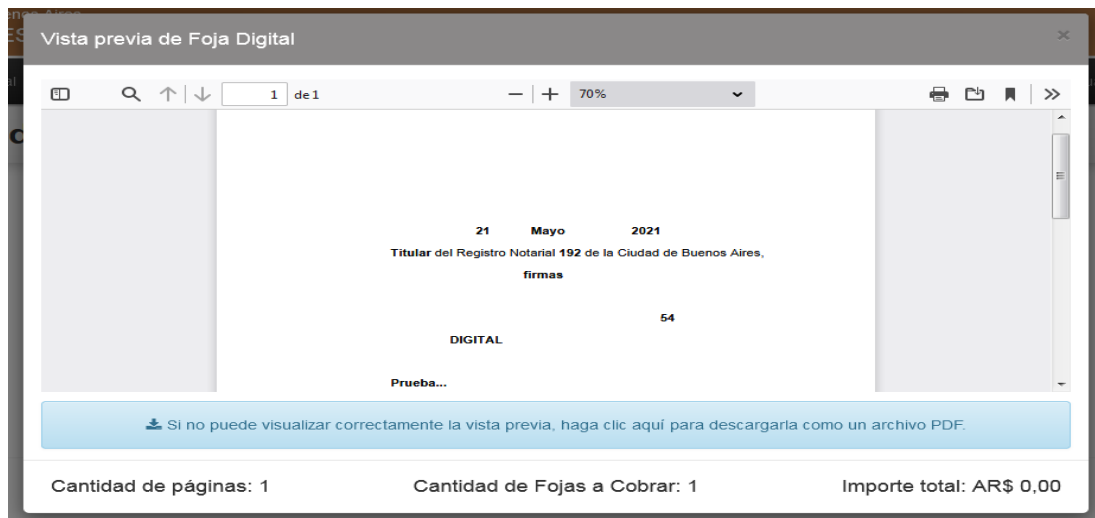 Vista previa de Foja Digital ×
1 de 1 70%
21 Mayo 2021
Titular del Registro Notarial 192 de la Ciudad de Buenos Aires,
firmas
54
DIGITAL
Prueba...
Si no puede visualizar correctamente la vista previa, haga clic aquí para descargarla como un archivo PDF.
Cantidad de páginas: 1 Cantidad de Fojas a Cobrar: 1 Importe total: AR$ 0,00